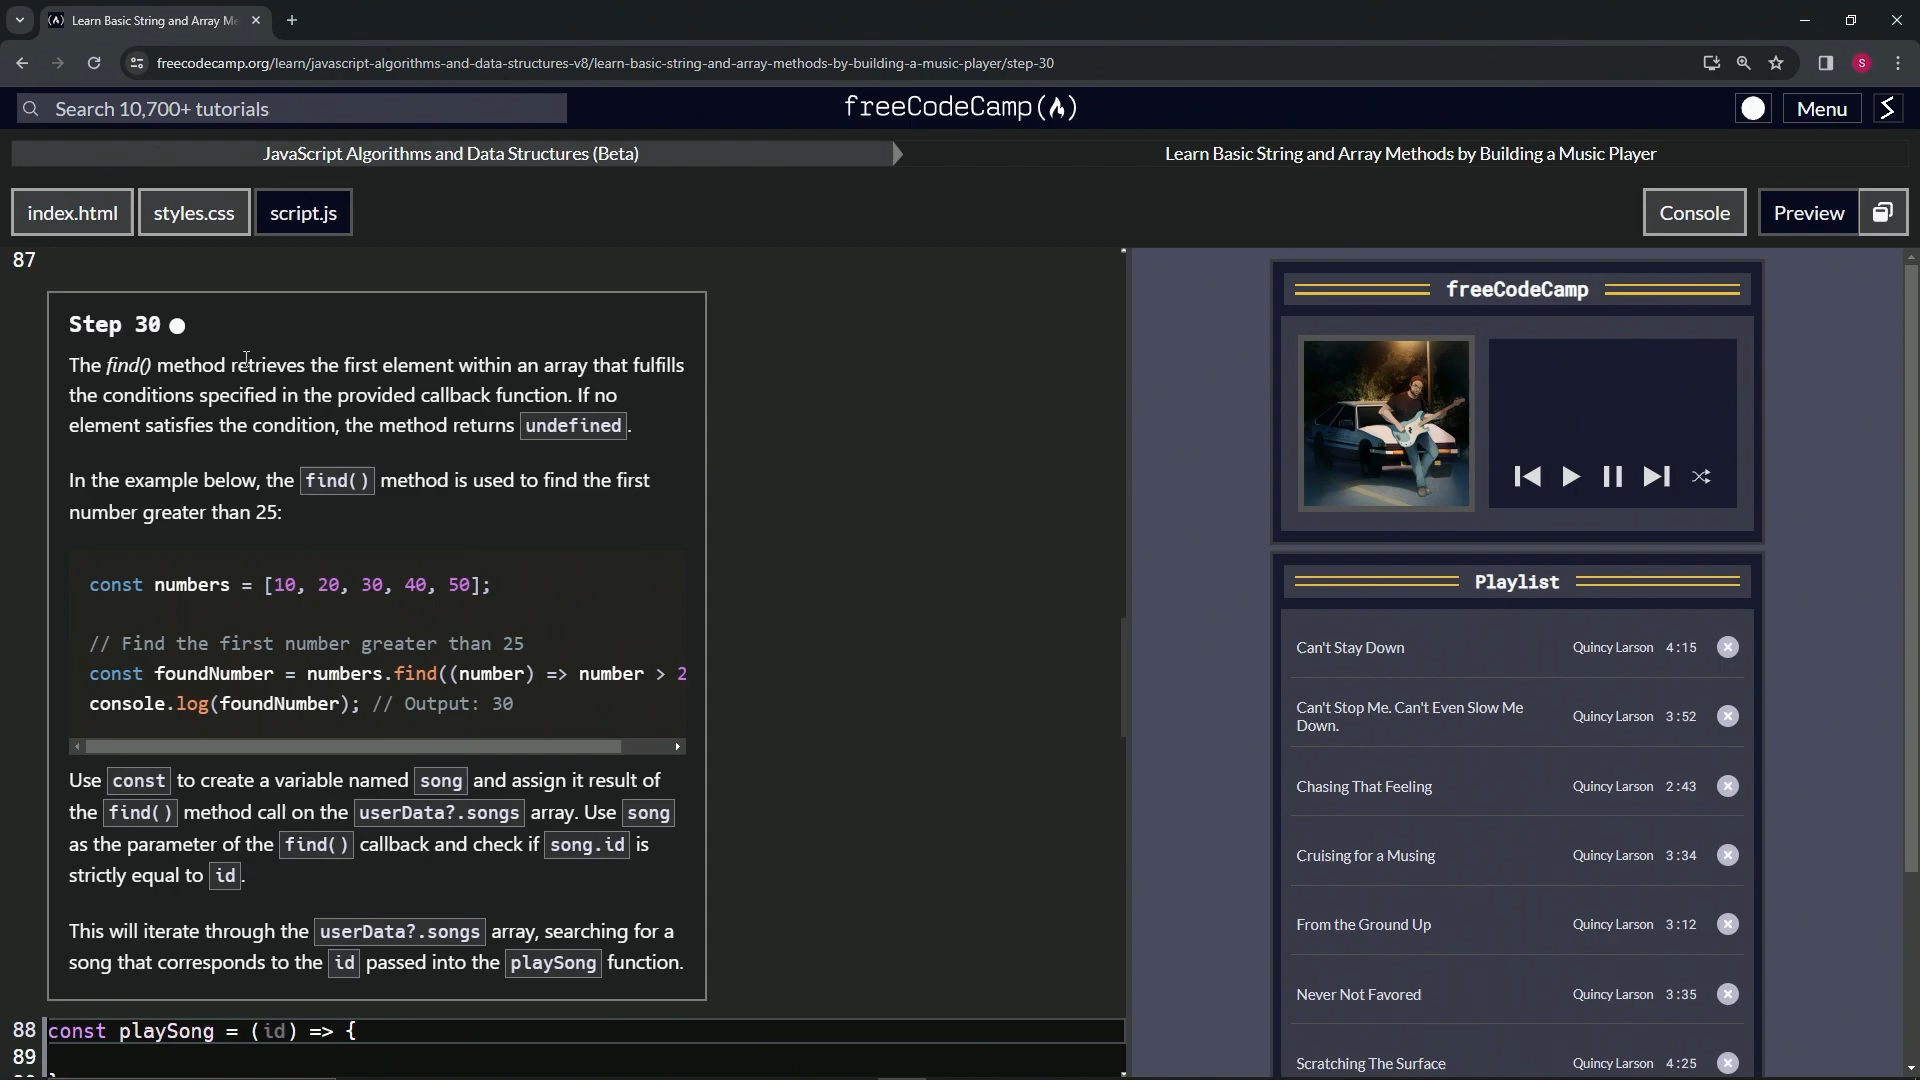 Learn Basic String and Array Me
freecodecamp.org/learn/javascript-algorithms-and-data-structures-v8/learn-basic-string-and-array-methods-by-building-a-music-player/step-30
S
Search 10,700+ tutorials
freeCodeCamp(🔥)
Menu
JavaScript Algorithms and Data Structures (Beta)
Learn Basic String and Array Methods by Building a Music Player
index.html
styles.css
script.js
Console
Preview
87
Step 30
The find() method retrieves the first element within an array that fulfills
the conditions specified in the provided callback function. If no
element satisfies the condition, the method returns undefined.
In the example below, the find() method is used to find the first
number greater than 25:
const numbers = [10, 20, 30, 40, 50];
// Find the first number greater than 25
const foundNumber = numbers.find((number) => number > 2
console.log(foundNumber); // Output: 30
Use const to create a variable named song and assign it result of
the find() method call on the userData?.songs array. Use song
as the parameter of the find() callback and check if song.id is
strictly equal to id.
This will iterate through the userData?.songs array, searching for a
song that corresponds to the id passed into the playSong function.
88 const playSong = (id) => {
89
freeCodeCamp
Playlist
Can't Stay Down Quincy Larson 4:15
Can't Stop Me. Can't Even Slow Me
Down. Quincy Larson 3:52
Chasing That Feeling Quincy Larson 2:43
Cruising for a Musing Quincy Larson 3:34
From the Ground Up Quincy Larson 3:12
Never Not Favored Quincy Larson 3:35
Scratching The Surface Quincy Larson 4:25